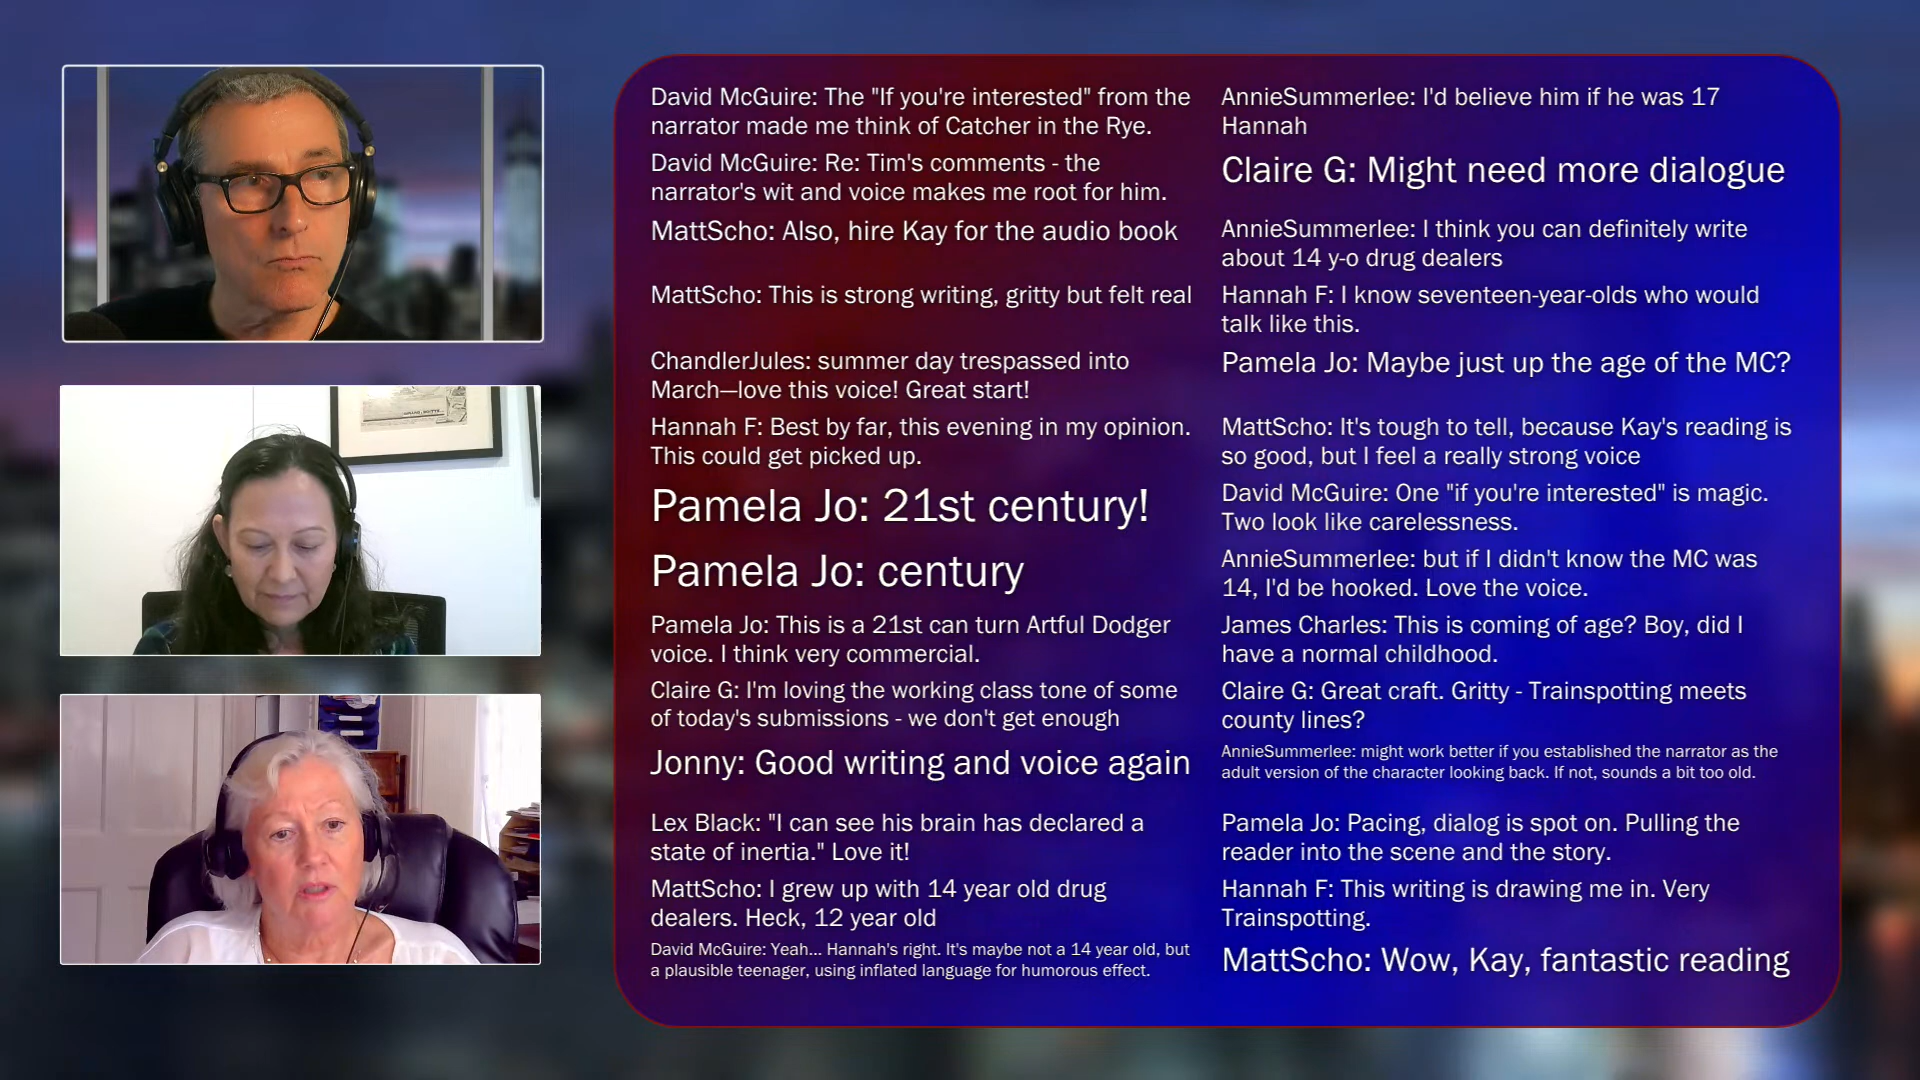 David McGuire: The "If you're interested" from the
narrator made me think of Catcher in the Rye.
David McGuire: Re: Tim's comments - the
narrator's wit and voice makes me root for him.
MattScho: Also, hire Kay for the audio book
MattScho: This is strong writing, gritty but felt real
ChandlerJules: summer day trespassed into
March—love this voice! Great start!
Hannah F: Best by far, this evening in my opinion.
This could get picked up.
Pamela Jo: 21st century!
Pamela Jo: century
Pamela Jo: This is a 21st can turn Artful Dodger
voice. I think very commercial.
Claire G: I'm loving the working class tone of some
of today's submissions - we don't get enough
Jonny: Good writing and voice again
Lex Black: "I can see his brain has declared a
state of inertia." Love it!
MattScho: I grew up with 14 year old drug
dealers. Heck, 12 year old
David McGuire: Yeah... Hannah's right. It's maybe not a 14 year old, but
a plausible teenager, using inflated language for humorous effect.
AnnieSummerlee: I'd believe him if he was 17
Hannah
Claire G: Might need more dialogue
AnnieSummerlee: I think you can definitely write
about 14 y-o drug dealers
Hannah F: I know seventeen-year-olds who would
talk like this.
Pamela Jo: Maybe just up the age of the MC?
MattScho: It's tough to tell, because Kay's reading is
so good, but I feel a really strong voice
David McGuire: One "if you're interested" is magic.
Two look like carelessness.
AnnieSummerlee: but if I didn't know the MC was
14, I'd be hooked. Love the voice.
James Charles: This is coming of age? Boy, did I
have a normal childhood.
Claire G: Great craft. Gritty - Trainspotting meets
county lines?
AnnieSummerlee: might work better if you established the narrator as the
adult version of the character looking back. If not, sounds a bit too old.
Pamela Jo: Pacing, dialog is spot on. Pulling the
reader into the scene and the story.
Hannah F: This writing is drawing me in. Very
Trainspotting.
MattScho: Wow, Kay, fantastic reading